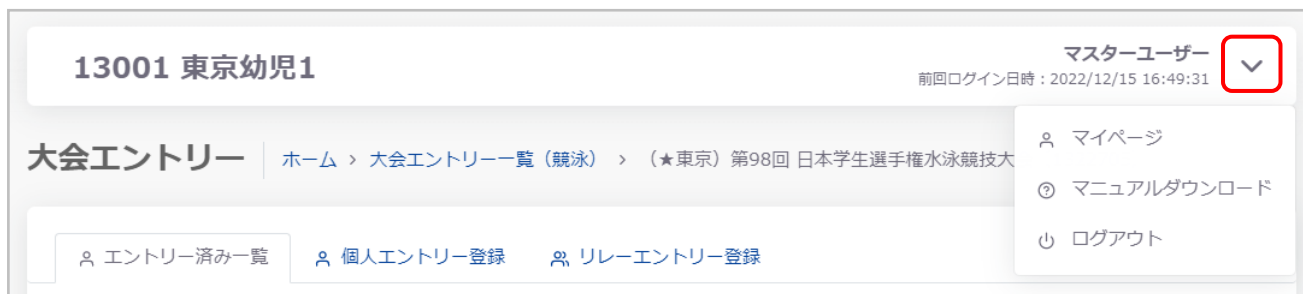 13001 東京幼児1
マスターユーザー
前回ログイン日時：2022/12/15 16:49:31
マイページ
マニュアルダウンロード
ログアウト
大会エントリー
ホーム > 大会エントリー一覧（競泳） > （★東京）第98回 日本学生選手権水泳競技大
エントリー済み一覧 個人エントリー登録 リレーエントリー登録